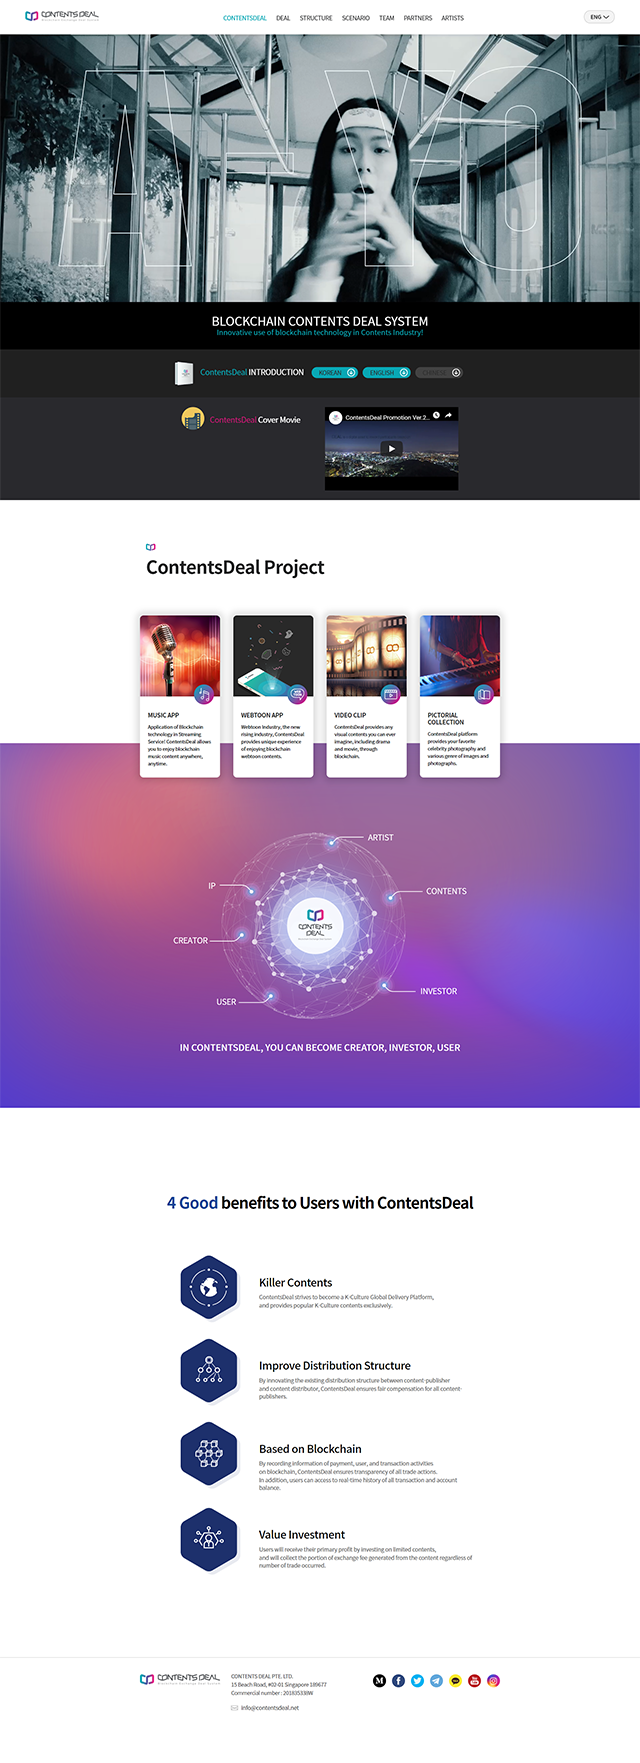 CONTENTS DEAL
CONTENTSDEAL DEAL STRUCTURE SCENARIO TEAM PARTNERS ARTISTS
ENG
A-YO
BLOCKCHAIN CONTENTS DEAL SYSTEM
Innovative use of blockchain technology in Contents Industry!
ContentsDeal INTRODUCTION
KOREAN
ENGLISH
CHINESE
ContentsDeal Cover Movie
ContentsDeal Promotion Ver.2...
ContentsDeal Project
MUSIC APP
Application of Blockchain
technology in Streaming
Service! ContentsDeal allows
you to enjoy blockchain
music content anywhere,
anytime.
WEBTOON APP
Webtoon Industry, the new
rising industry, ContentsDeal
provides unique experience
of enjoying blockchain
webtoon contents.
VIDEO CLIP
ContentsDeal provides any
visual contents you can ever
imagine, including drama
and movie, through
blockchain.
PICTORIAL
COLLECTION
ContentsDeal platform
provides your favorite
celebrity photography and
various genre of images and
photographs.
ARTIST
IP
CONTENTS
CONTENTS
DEAL
CREATOR
INVESTOR
USER
IN CONTENTSDEAL, YOU CAN BECOME CREATOR, INVESTOR, USER
4 Good benefits to Users with ContentsDeal
Killer Contents
ContentsDeal strives to become a K-Culture Global Delivery Platform,
and provides popular K-Culture contents exclusively.
Improve Distribution Structure
By innovating the existing distribution structure between content-publisher
and content distributor, ContentsDeal ensures fair compensation for all content-
publishers.
Based on Blockchain
By recording information of payment, user, and transaction activities
on blockchain, ContentsDeal ensures transparency of all trade actions.
In addition, users can access to real-time history of all transaction and account
balance.
Value Investment
Users will receive their primary profit by investing on limited contents,
and will collect the portion of exchange fee generated from the content regardless of
number of trade occurred.
CONTENTS DEAL
CONTENTS DEAL PTE. LTD.
15 Beach Road, #02-01 Singapore 189677
Commercial number : 201835338W
info@contentsdeal.net